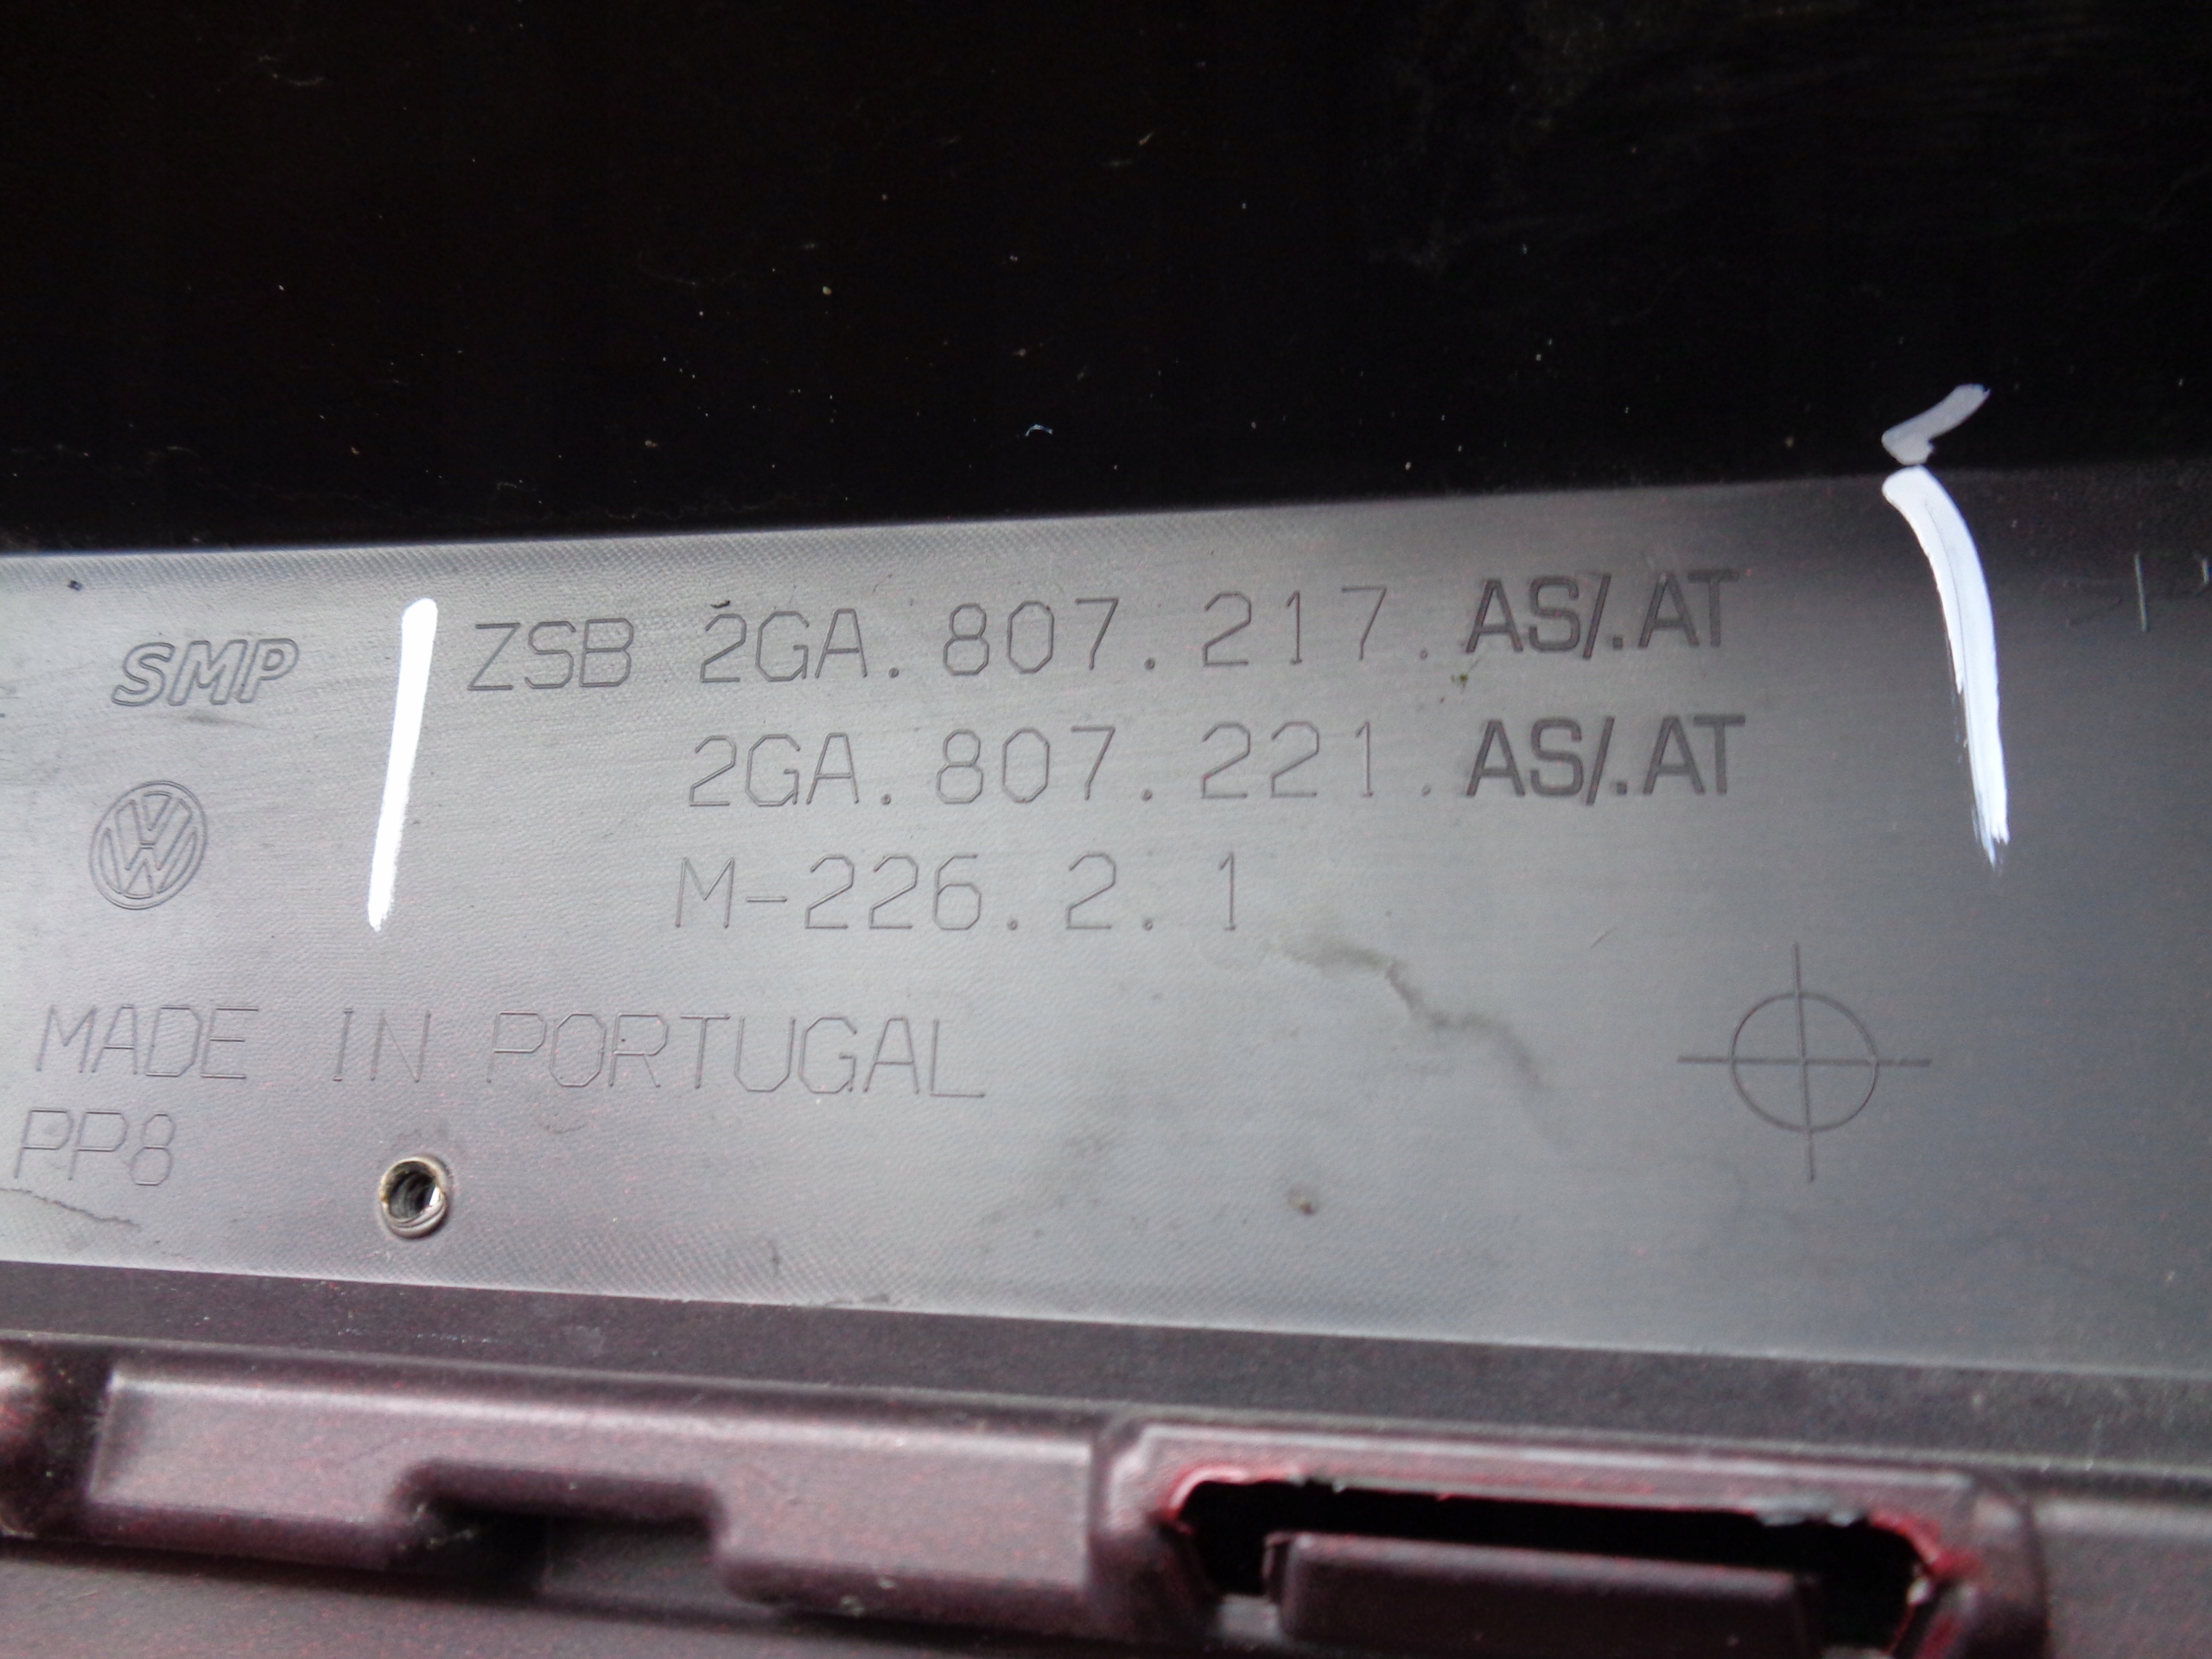 SMP
ZSB 2GA.807.217.AS/.AT
2GA.807.221.AS/.AT
M-226.2.1
MADE IN PORTUGAL
PP8